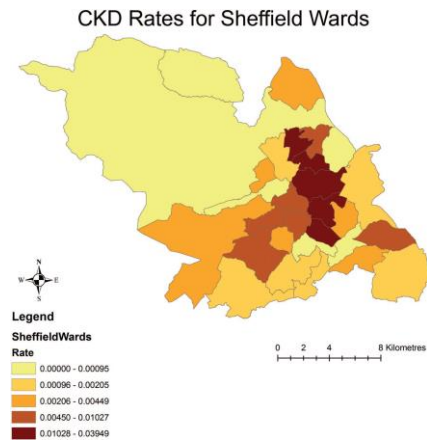 CKD Rates for Sheffield Wards
N
W E
S
Legend
SheffieldWards
Rate
0.00000 - 0.00095
0.00096 - 0.00205
0.00206 - 0.00449
0.00450 - 0.01027
0.01028 - 0.03949
0 2 4 8 Kilometres